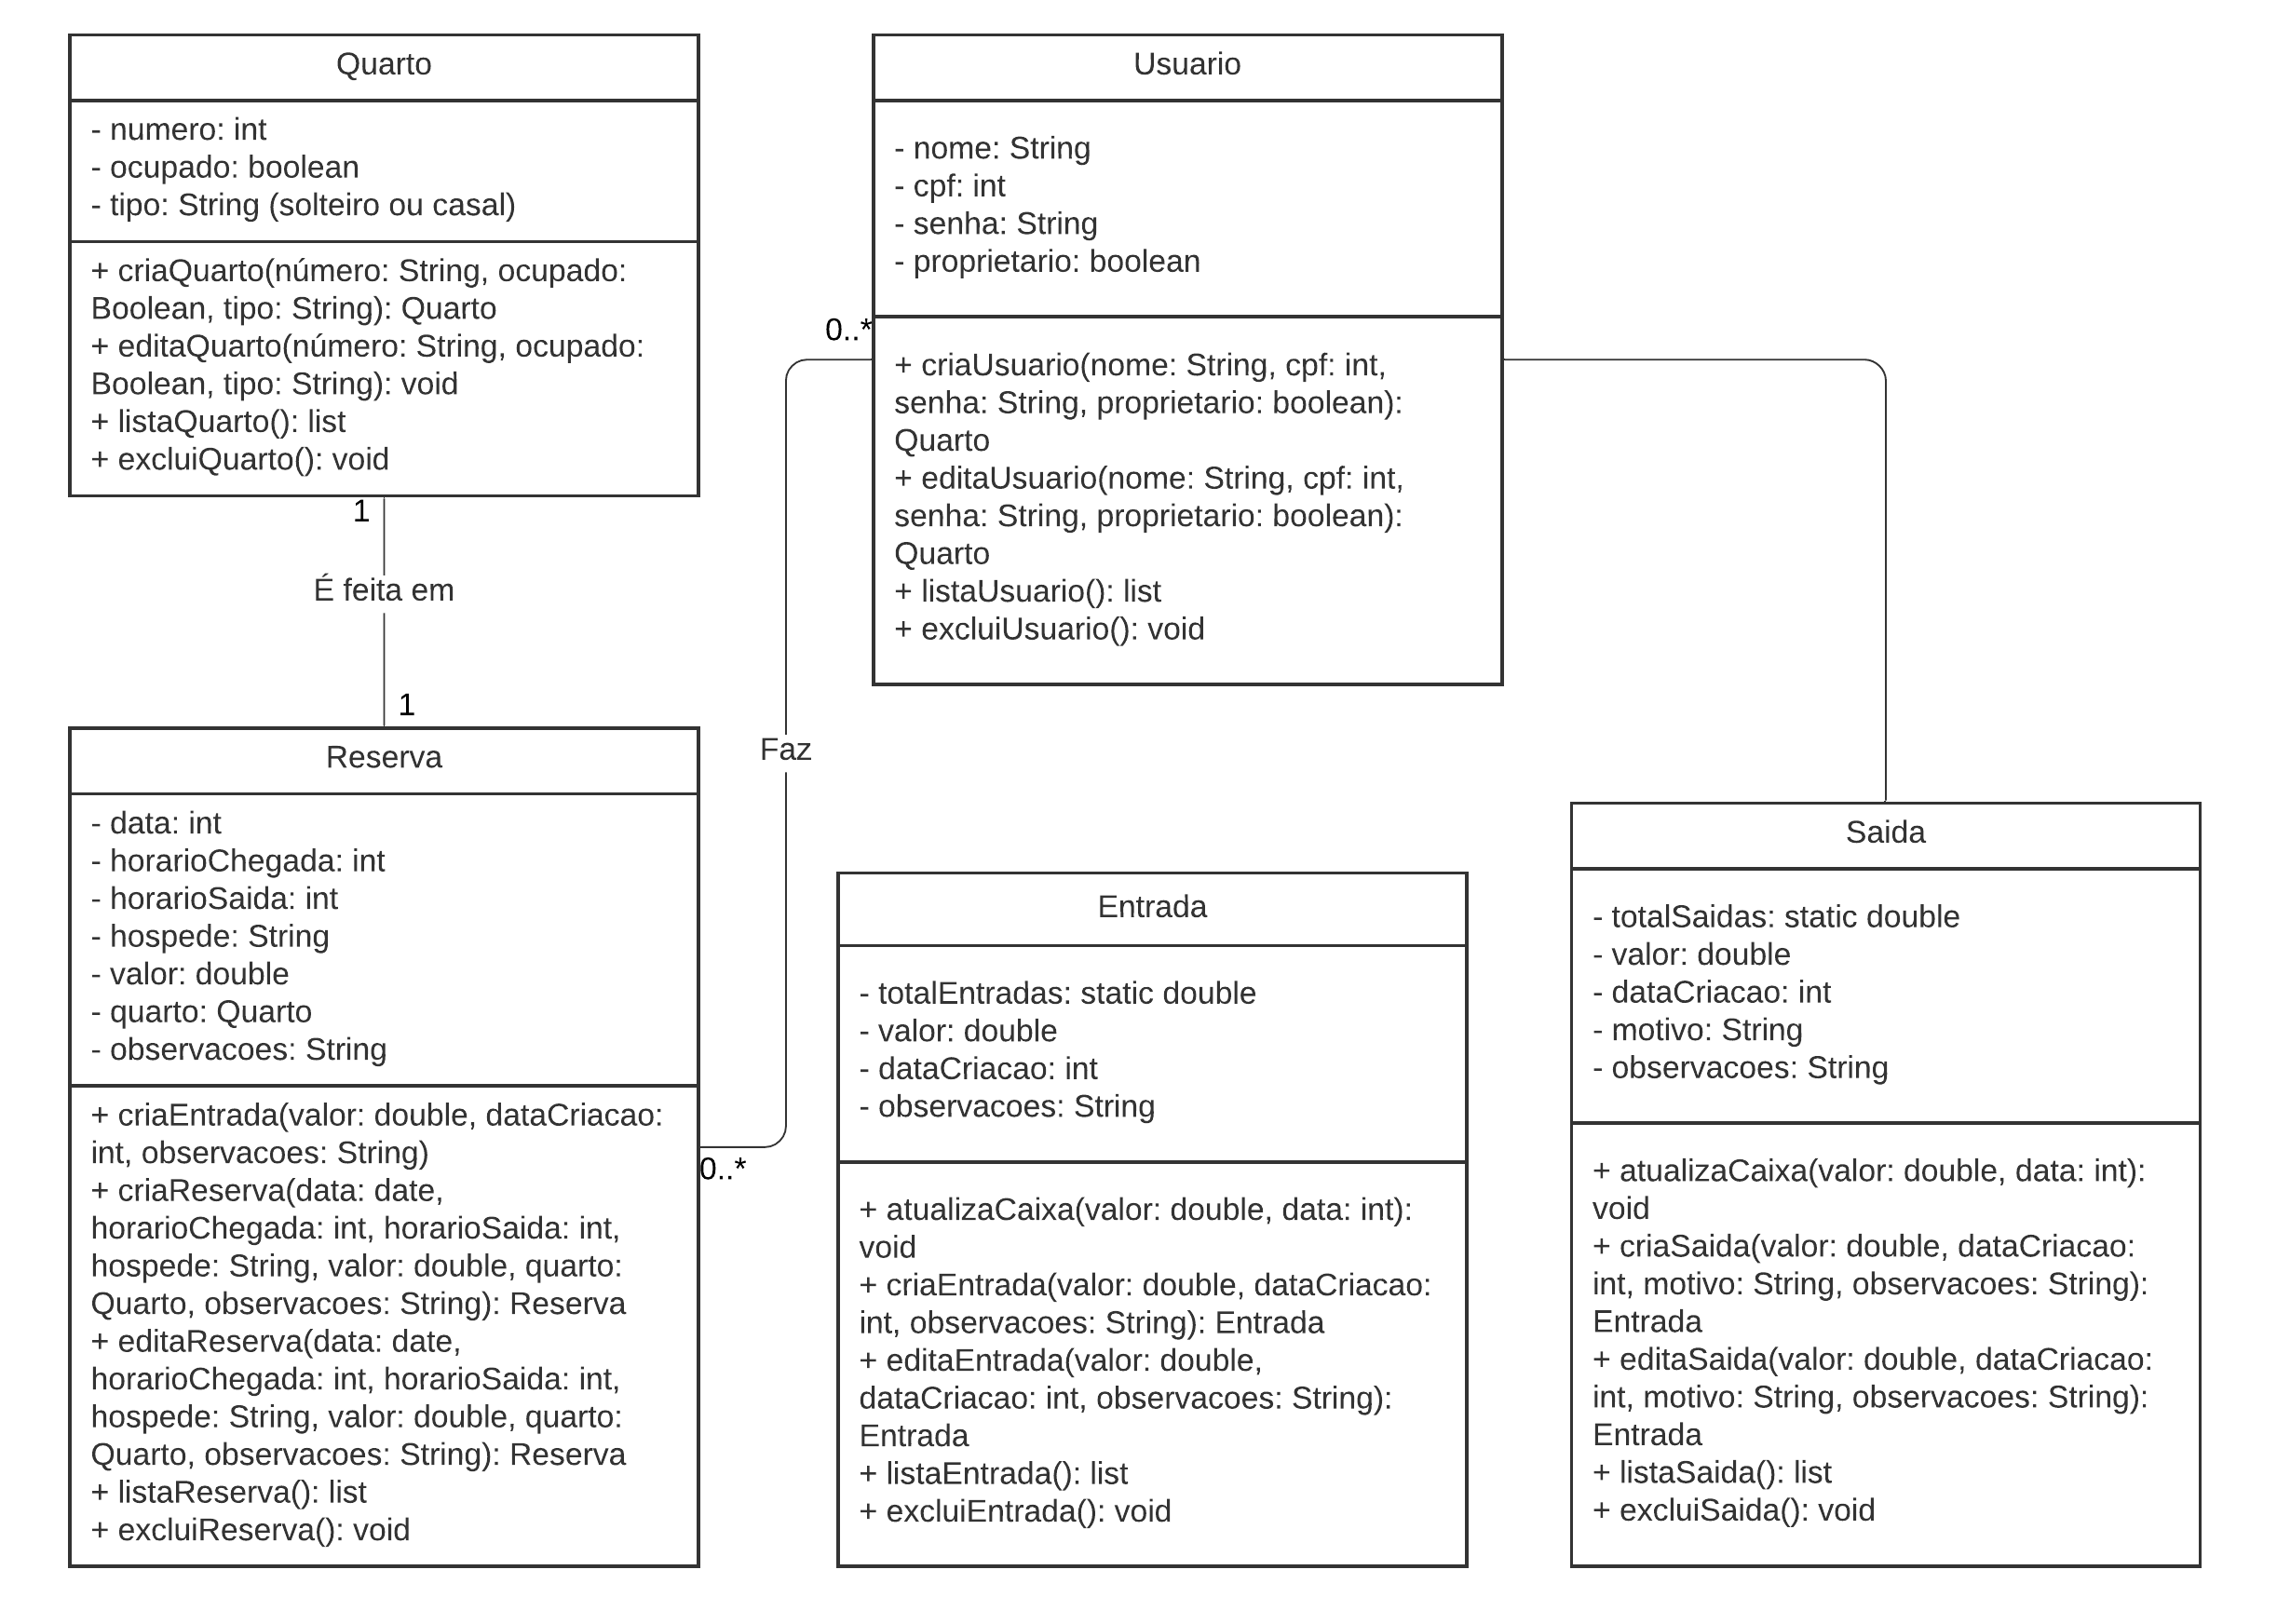 Quarto
- numero: int
- ocupado: boolean
- tipo: String (solteiro ou casal)
+ criaQuarto(número: String, ocupado:
Boolean, tipo: String): Quarto
+ editaQuarto(número: String, ocupado:
Boolean, tipo: String): void
+ listaQuarto(): list
+ excluiQuarto(): void
1
É feita em
1
Usuario
- nome: String
- cpf: int
- senha: String
- proprietario: boolean
0..*
+ criaUsuario(nome: String, cpf: int,
senha: String, proprietario: boolean):
Quarto
+ editaUsuario(nome: String, cpf: int,
senha: String, proprietario: boolean):
Quarto
+ listaUsuario(): list
+ excluiUsuario(): void
Faz
0..*
Reserva
- data: int
- horarioChegada: int
- horarioSaida: int
- hospede: String
- valor: double
- quarto: Quarto
- observacoes: String
+ criaEntrada(valor: double, dataCriacao:
int, observacoes: String)
+ criaReserva(data: date,
horarioChegada: int, horarioSaida: int,
hospede: String, valor: double, quarto:
Quarto, observacoes: String): Reserva
+ editaReserva(data: date,
horarioChegada: int, horarioSaida: int,
hospede: String, valor: double, quarto:
Quarto, observacoes: String): Reserva
+ listaReserva(): list
+ excluiReserva(): void
Entrada
- totalEntradas: static double
- valor: double
- dataCriacao: int
- observacoes: String
+ atualizaCaixa(valor: double, data: int):
void
+ criaEntrada(valor: double, dataCriacao:
int, observacoes: String): Entrada
+ editaEntrada(valor: double,
dataCriacao: int, observacoes: String):
Entrada
+ listaEntrada(): list
+ excluiEntrada(): void
Saida
- totalSaidas: static double
- valor: double
- dataCriacao: int
- motivo: String
- observacoes: String
+ atualizaCaixa(valor: double, data: int):
void
+ criaSaida(valor: double, dataCriacao:
int, motivo: String, observacoes: String):
Entrada
+ editaSaida(valor: double, dataCriacao:
int, motivo: String, observacoes: String):
Entrada
+ listaSaida(): list
+ excluiSaida(): void